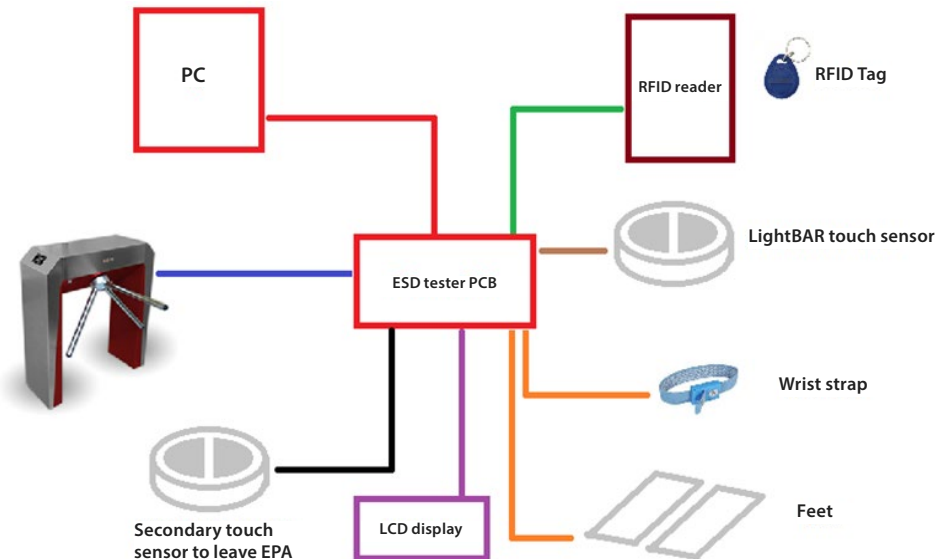 PC
RFID reader
RFID Tag
LightBAR touch sensor
ESD tester PCB
Wrist strap
Feet
LCD display
Secondary touch
sensor to leave EPA